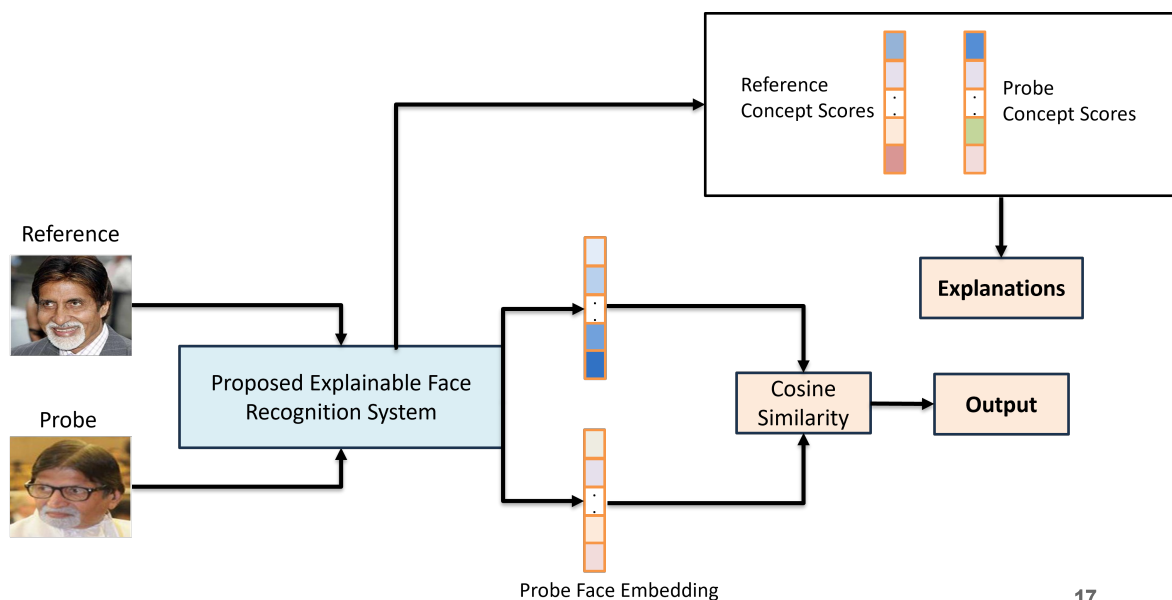 Reference
Concept Scores
Probe
Concept Scores
Reference
Explanations
Proposed Explainable Face
Recognition System
Cosine
Similarity
Output
Probe
Probe Face Embedding
17